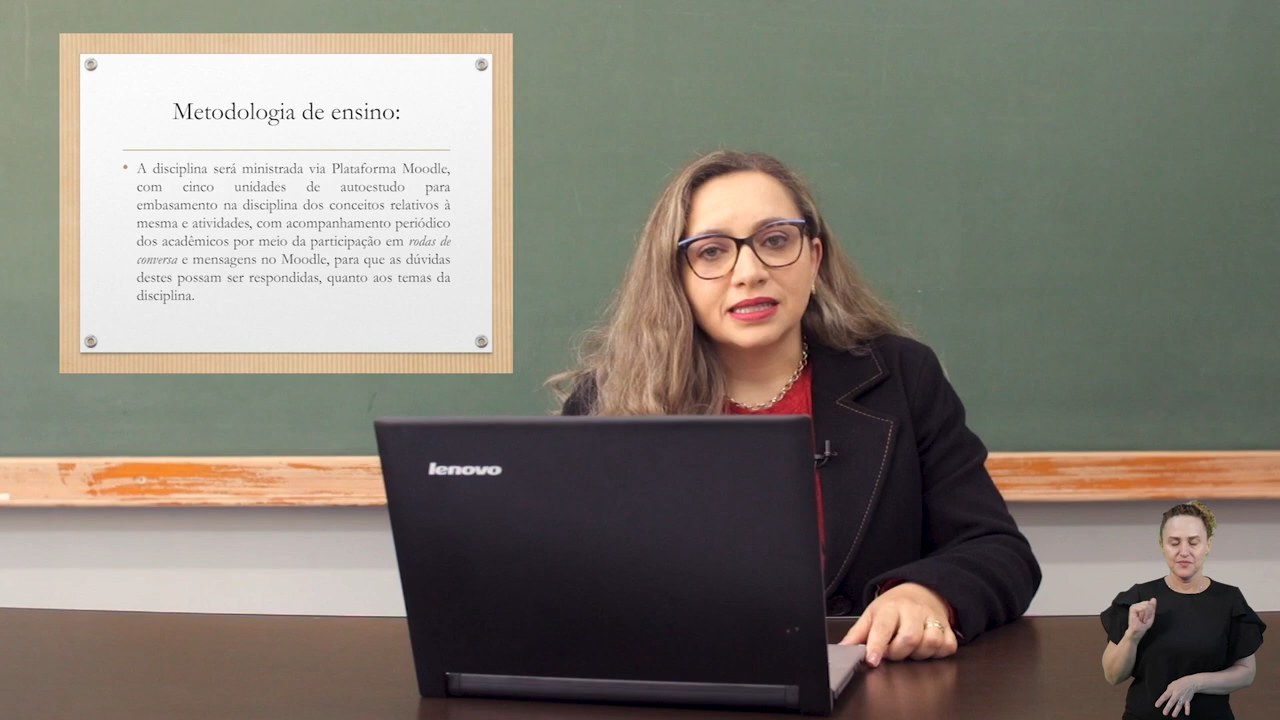 Metodologia de ensino:
• A disciplina será ministrada via Plataforma Moodle,
com cinco unidades de autoestudo para
embasamento na disciplina dos conceitos relativos à
mesma e atividades, com acompanhamento periódico
dos acadêmicos por meio da participação em rodas de
conversa e mensagens no Moodle, para que as dúvidas
destes possam ser respondidas, quanto aos temas da
disciplina.
lenovo